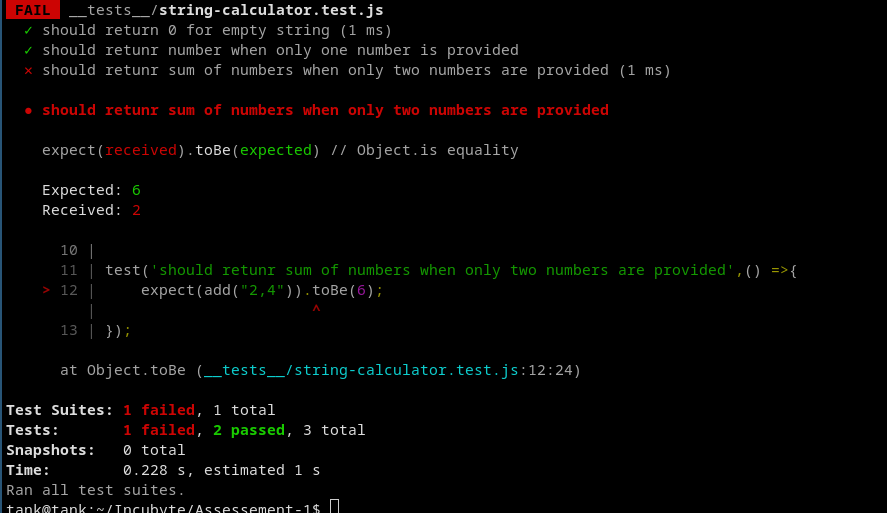 FAIL __tests__/string-calculator.test.js
✓ should return 0 for empty string (1 ms)
✓ should retunr number when only one number is provided
✕ should retunr sum of numbers when only two numbers are provided (1 ms)
● should retunr sum of numbers when only two numbers are provided
expect(received).toBe(expected) // Object.is equality
Expected: 6
Received: 2
10 |
11 | test('should retunr sum of numbers when only two numbers are provided',() =>{
> 12 |     expect(add("2,4")).toBe(6);
|                        ^
13 | });
at Object.toBe (__tests__/string-calculator.test.js:12:24)
Test Suites: 1 failed, 1 total
Tests:       1 failed, 2 passed, 3 total
Snapshots:   0 total
Time:        0.228 s, estimated 1 s
Ran all test suites.
tank@tank:~/Incubyte/Assessement-1$